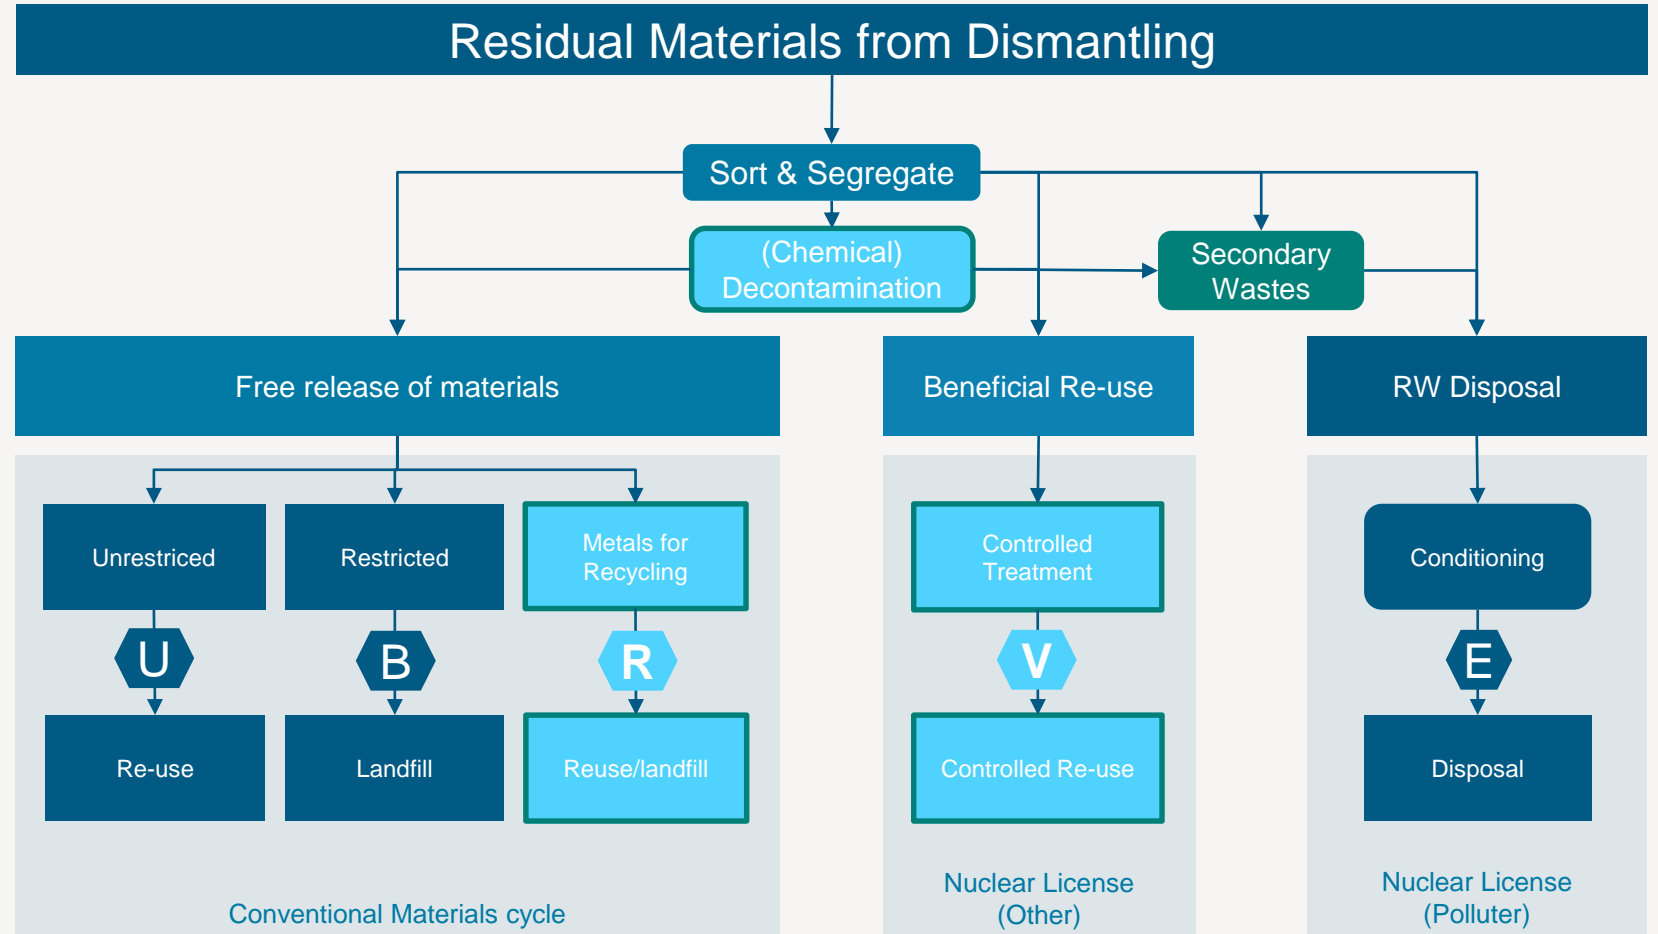 Residual Materials from Dismantling
Sort & Segregate
(Chemical)
Decontamination
Secondary
Wastes
Free release of materials
Beneficial Re-use
RW Disposal
Unrestriced
Restricted
Metals for
Recycling
Controlled
Treatment
Conditioning
U
B
R
V
E
Re-use
Landfill
Reuse/landfill
Controlled Re-use
Disposal
Conventional Materials cycle
Nuclear License
(Other)
Nuclear License
(Polluter)